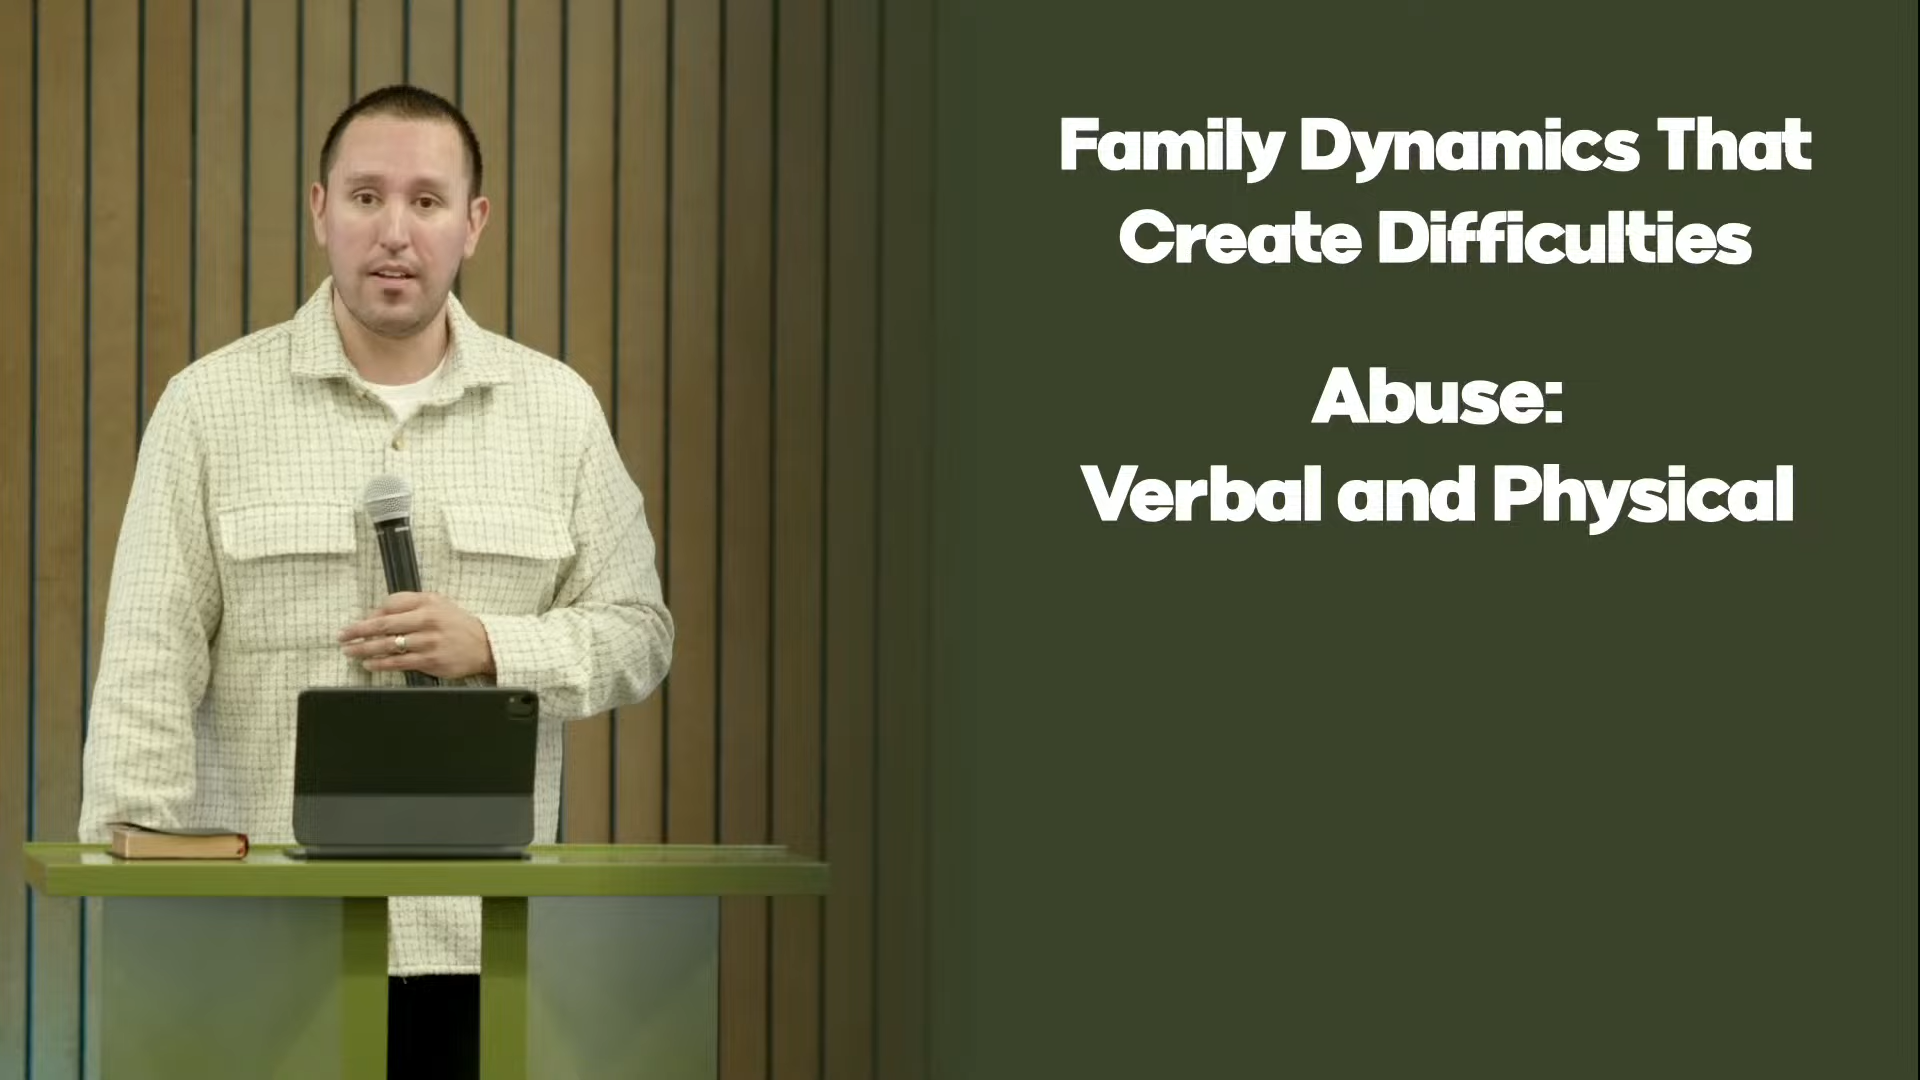 Family Dynamics That
Create Difficulties
Abuse:
Verbal and Physical